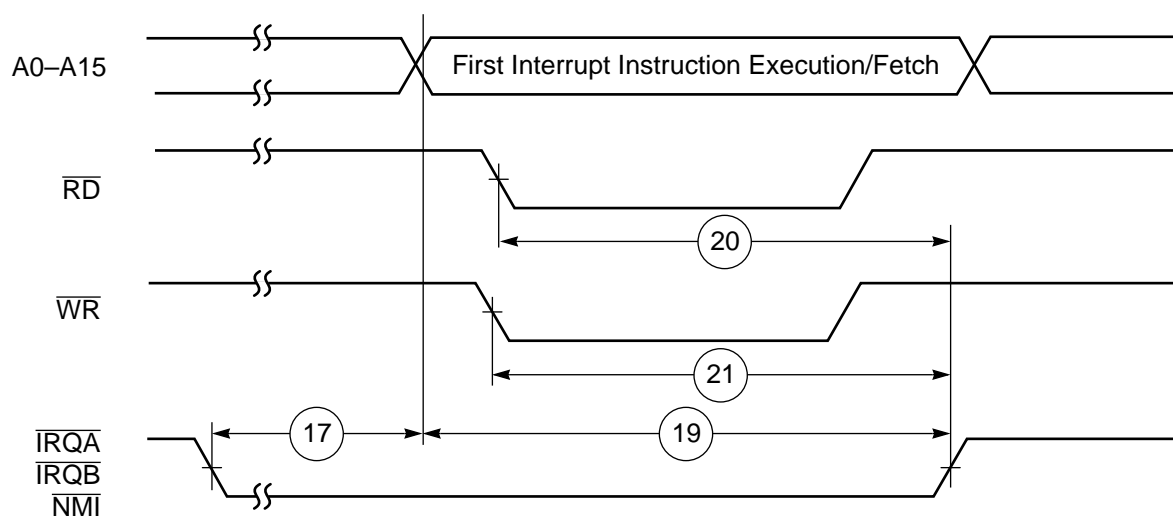 A0–A15
First Interrupt Instruction Execution/Fetch
RD
20
WR
21
IRQA
IRQB
NMI
17
19